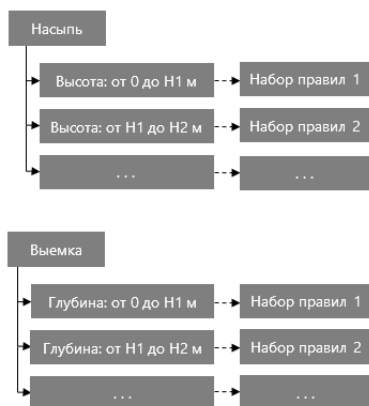 Насыпь
Высота: от 0 до H1 м
Набор правил 1
Высота: от H1 до H2 м
Набор правил 2
...
...
Выемка
Глубина: от 0 до H1 м
Набор правил 1
Глубина: от H1 до H2 м
Набор правил 2
...
...